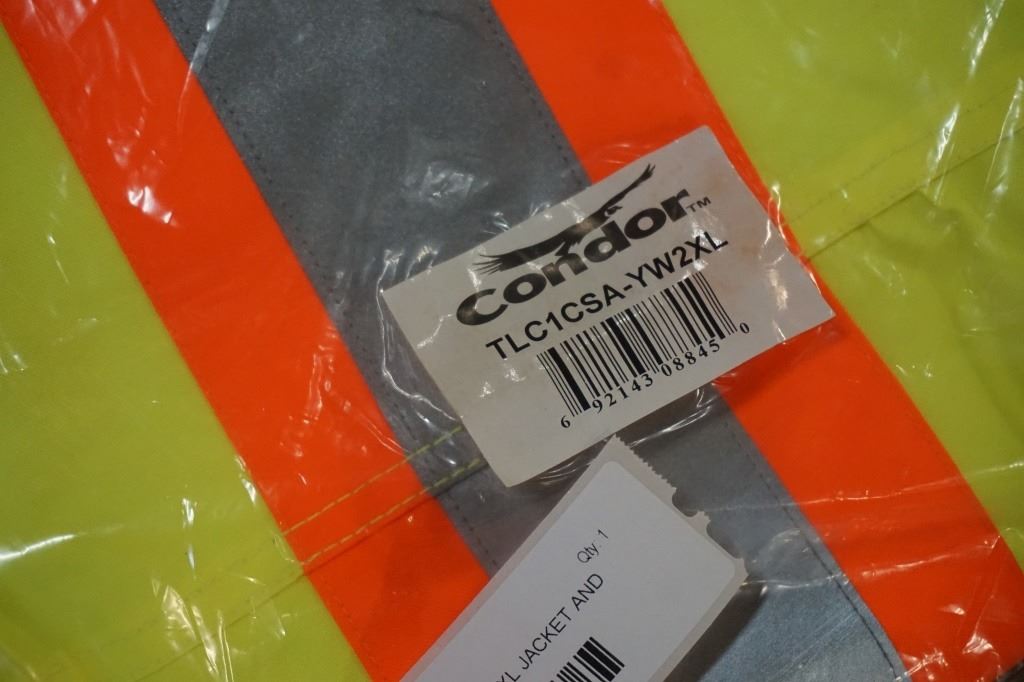 Condor™
TLC1CSA-YW2XL
6 92143 08845 0
Qty. 1
XL JACKET AND